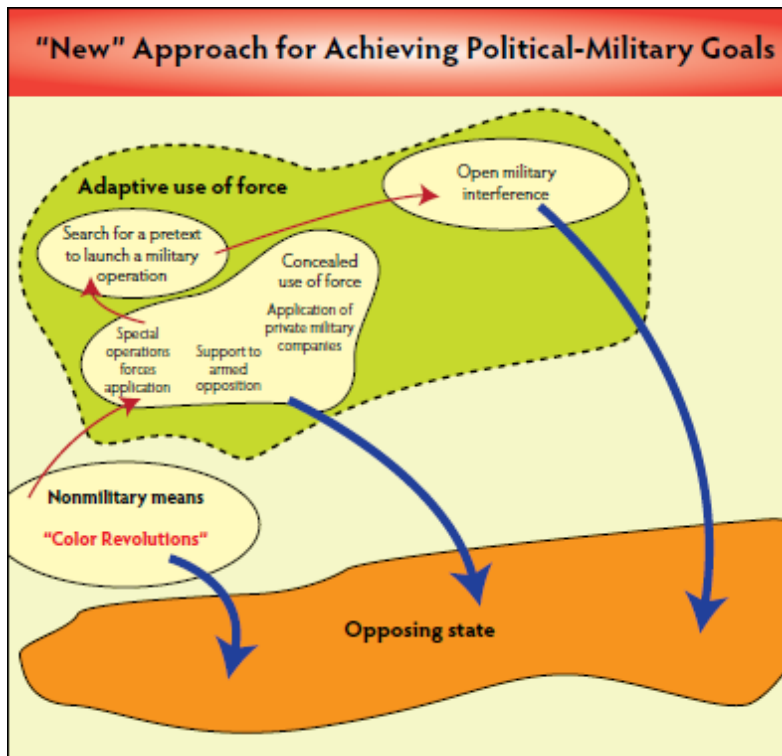 “New” Approach for Achieving Political-Military Goals
Adaptive use of force
Open military
interference
Search for a pretext
to launch a military
operation
Concealed
use of force
Application of
private military
companies
Special
operations
forces
application
Support to
armed
opposition
Nonmilitary means
“Color Revolutions“
Opposing state